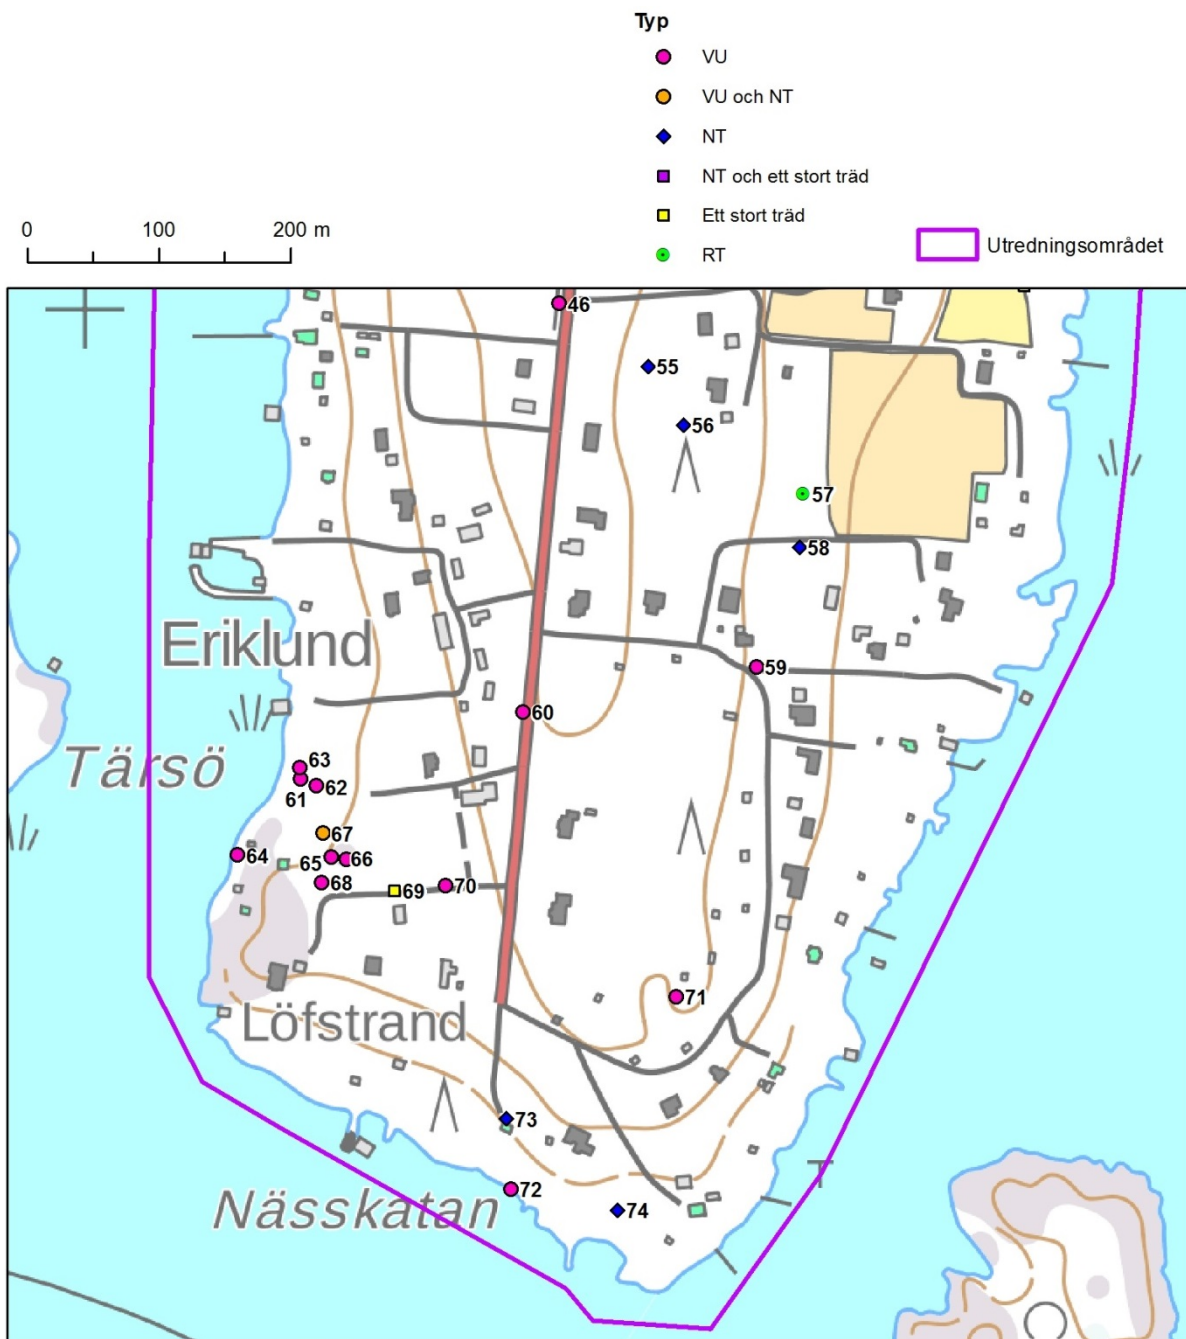 Typ
VU
VU och NT
NT
NT och ett stort träd
Ett stort träd
RT
Utredningsområdet
0 100 200 m
46
55
56
57
58
Eriklund
59
60
Tärsö
63
61 62
67
64 65 66
68 69 70
71
Löfstrand
73
72
Nässkatan
74